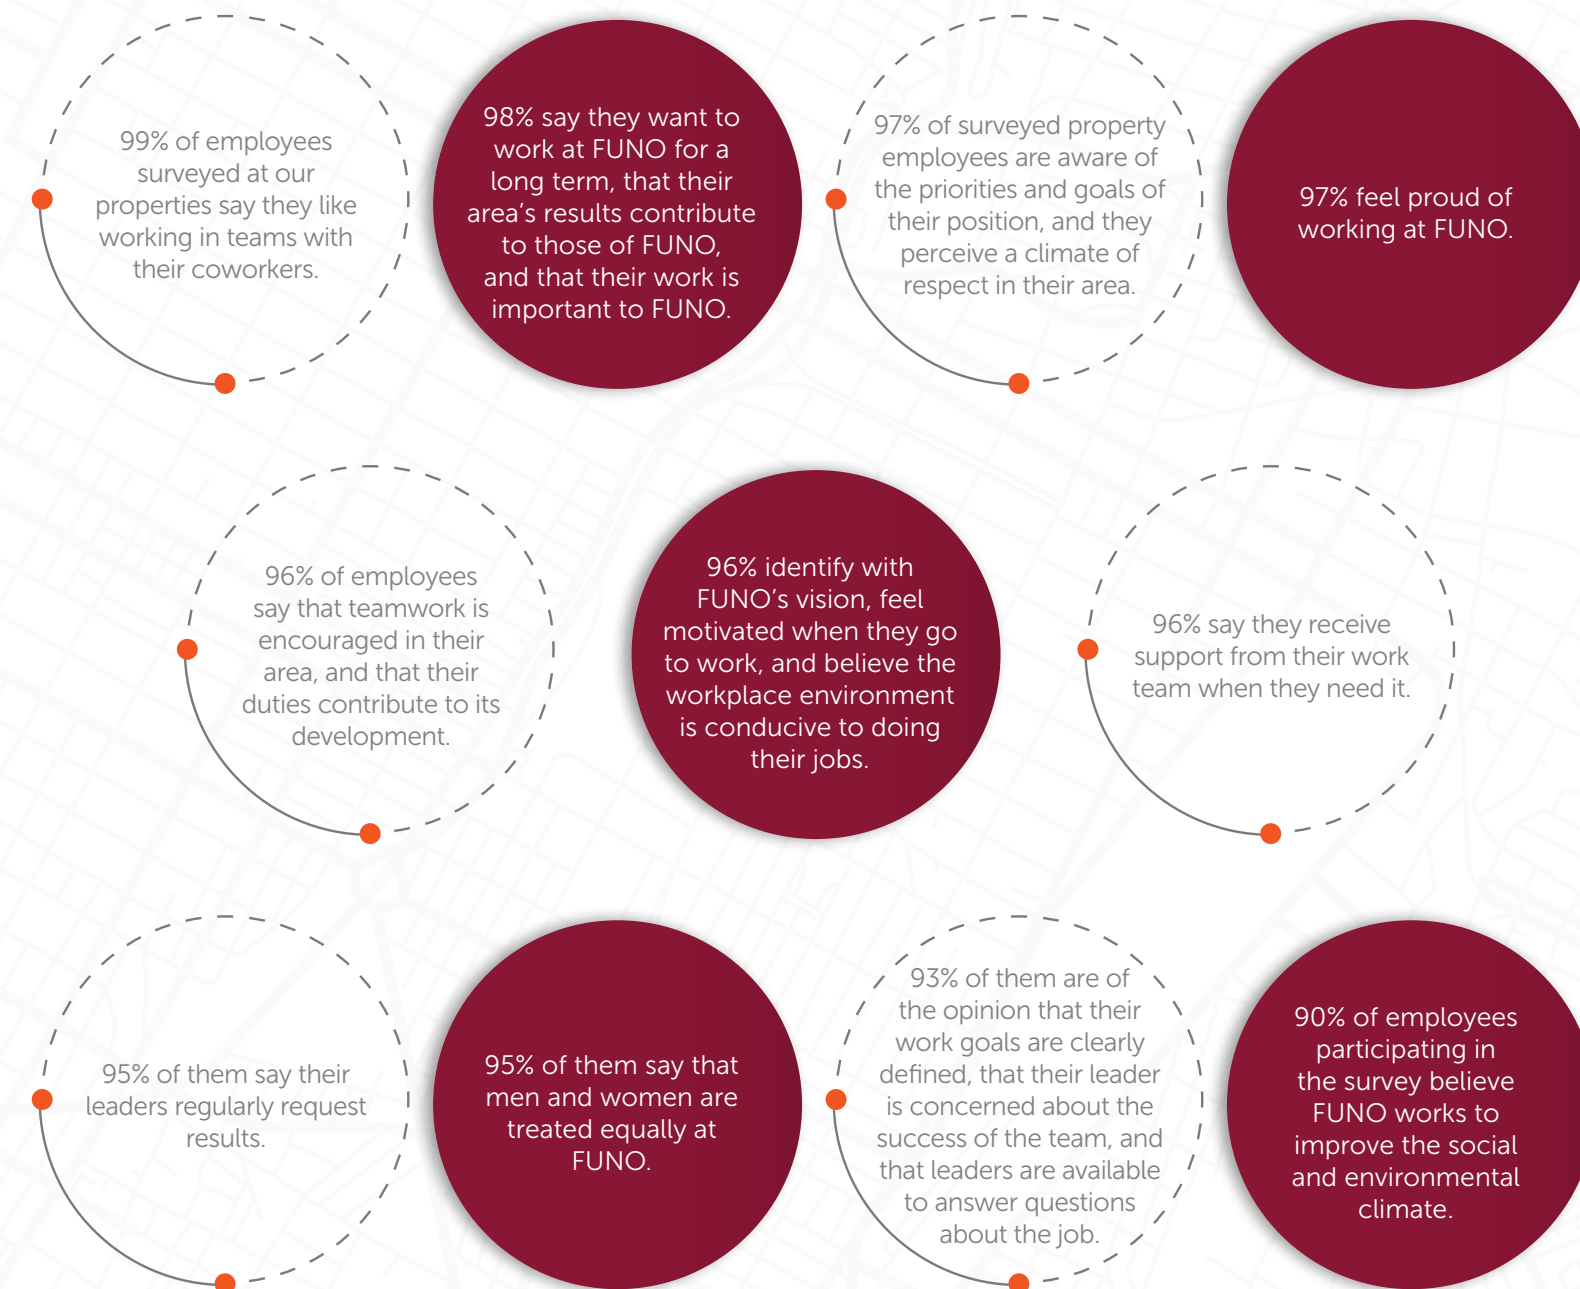 99% of employees
surveyed at our
properties say they like
working in teams with
their coworkers.
98% say they want to
work at FUNO for a
long term, that their
area’s results contribute
to those of FUNO,
and that their work is
important to FUNO.
97% of surveyed property
employees are aware of
the priorities and goals of
their position, and they
perceive a climate of
respect in their area.
97% feel proud of
working at FUNO.
96% of employees
say that teamwork is
encouraged in their
area, and that their
duties contribute to its
development.
96% identify with
FUNO’s vision, feel
motivated when they go
to work, and believe the
workplace environment
is conducive to doing
their jobs.
96% say they receive
support from their work
team when they need it.
95% of them say their
leaders regularly request
results.
95% of them say that
men and women are
treated equally at
FUNO.
93% of them are of
the opinion that their
work goals are clearly
defined, that their leader
is concerned about the
success of the team, and
that leaders are available
to answer questions
about the job.
90% of employees
participating in
the survey believe
FUNO works to
improve the social
and environmental
climate.